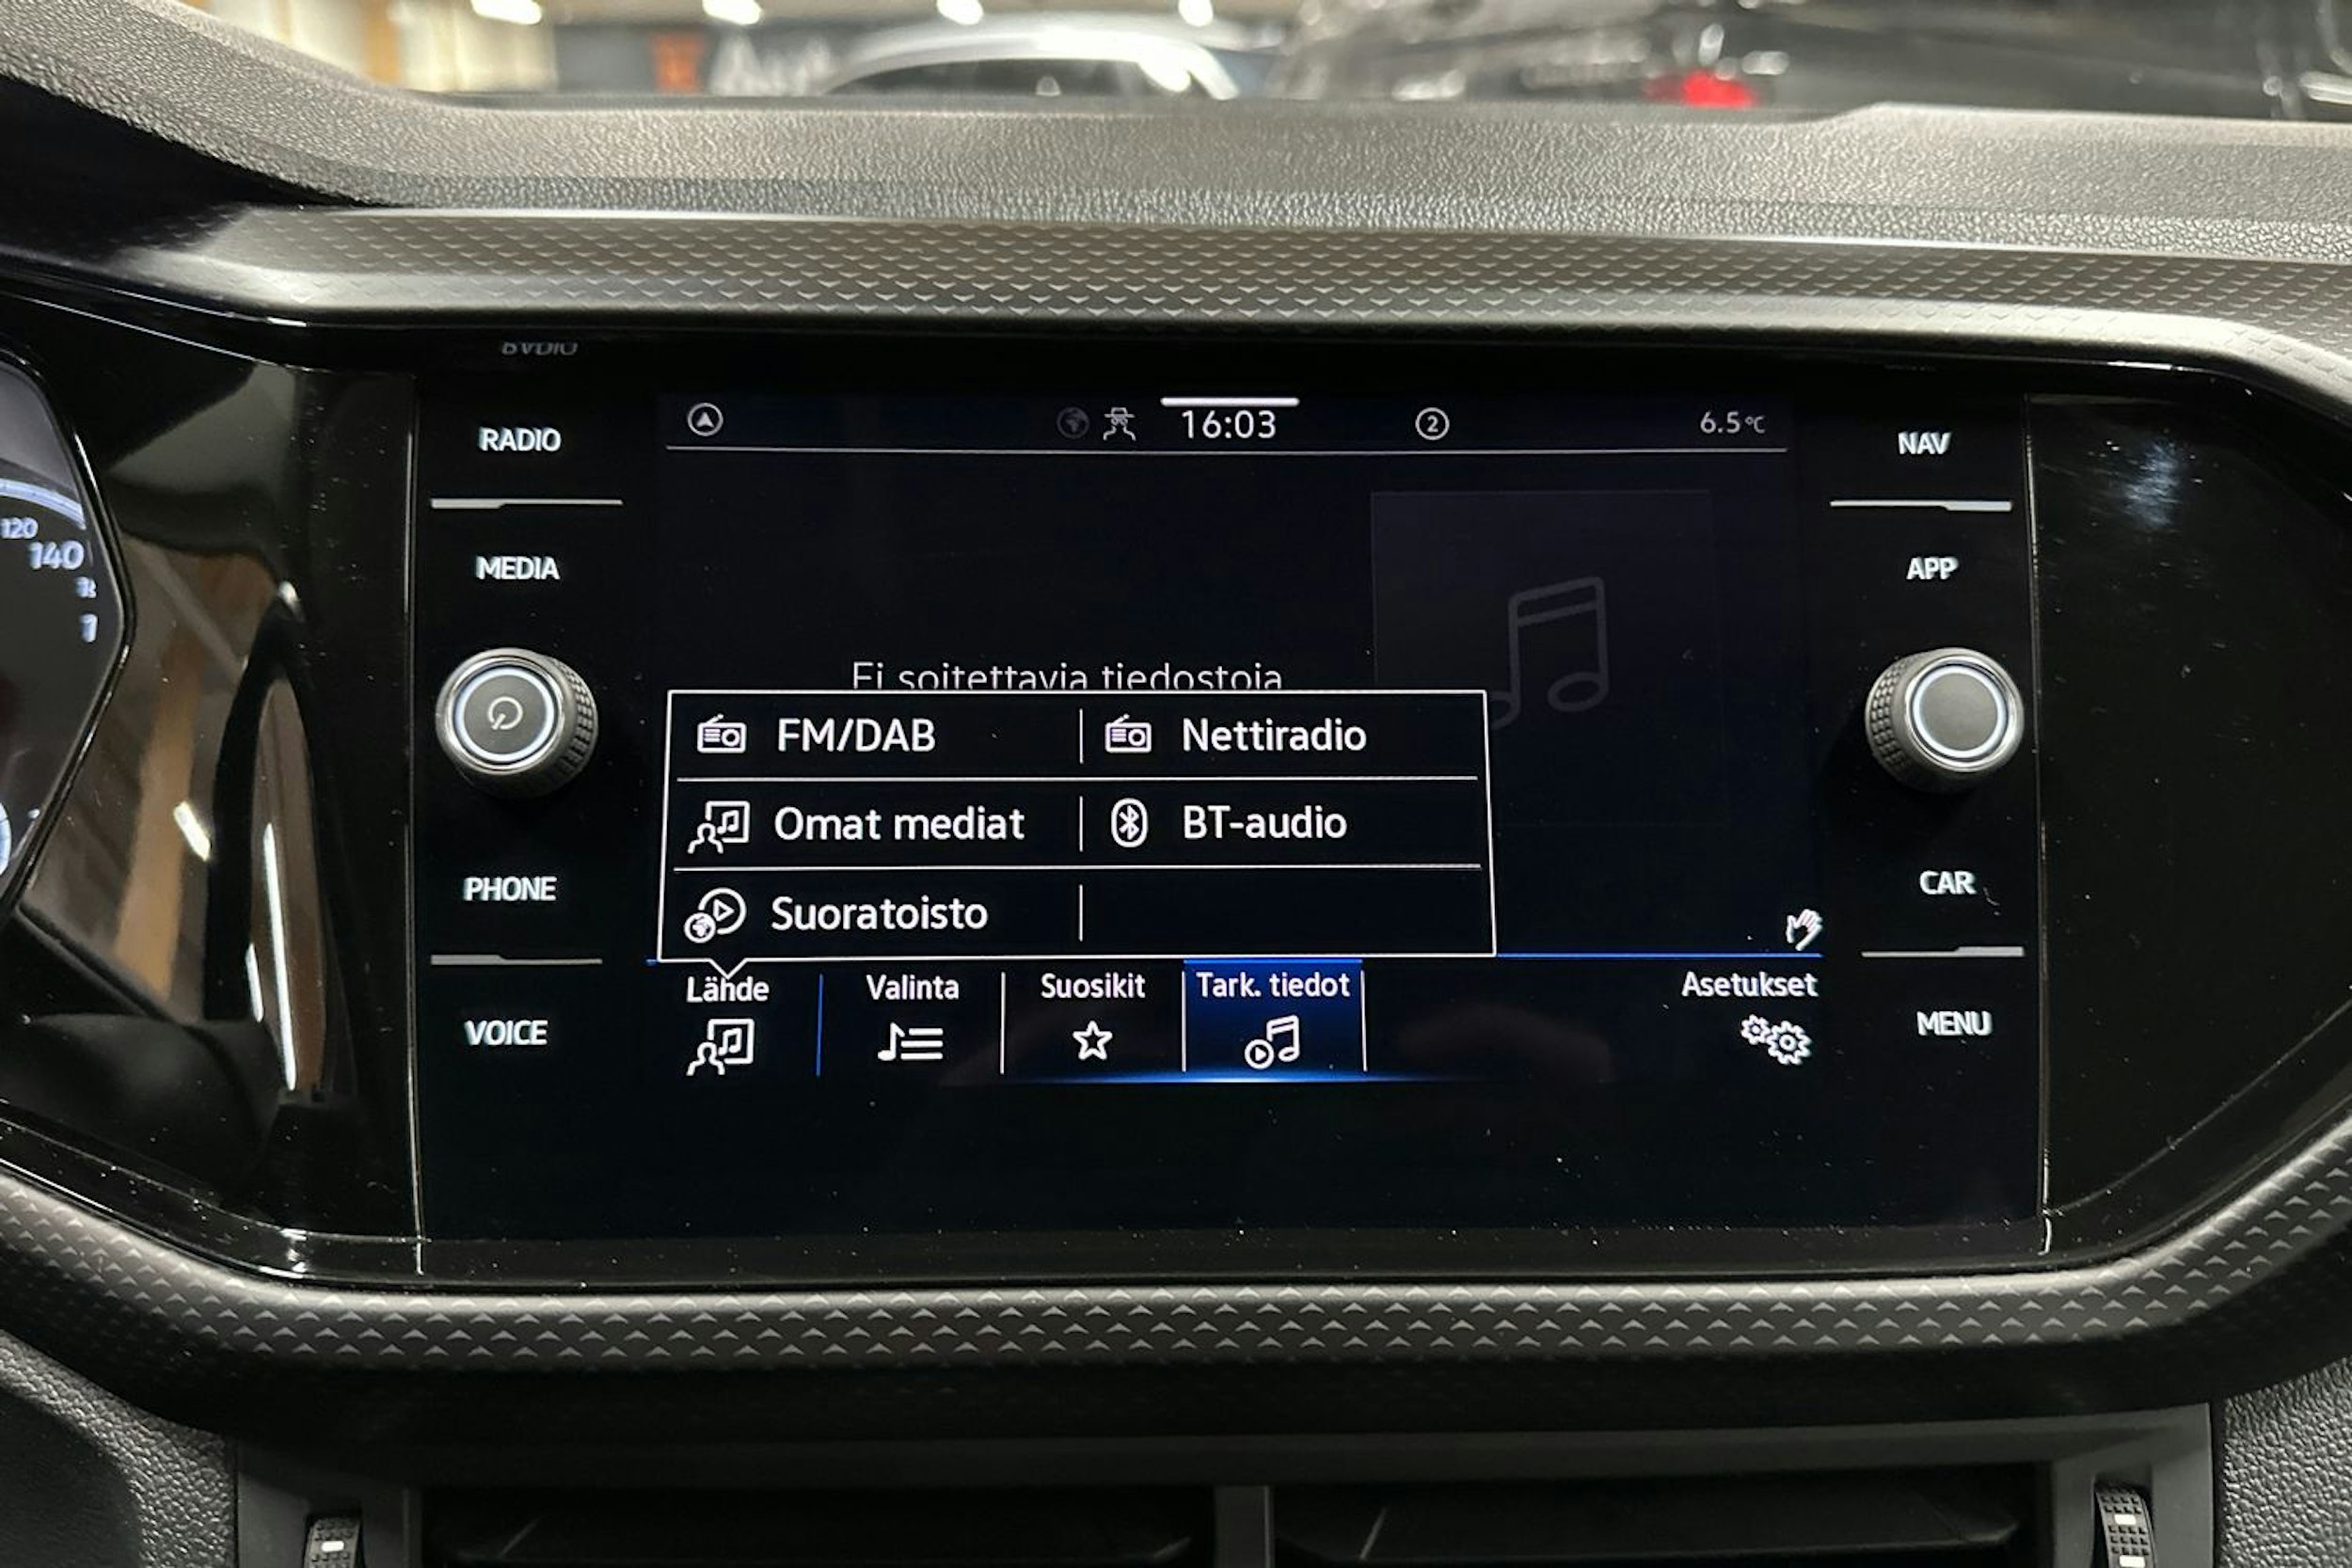 RADIO
MEDIA
PHONE
VOICE
16:03
2
6.5°C
Ei soitettavia tiedostoja
FM/DAB
Nettiradio
Omat mediat
BT-audio
Suoratoisto
Lähde
Valinta
Suosikit
Tark. tiedot
Asetukset
NAV
APP
CAR
MENU
120
140